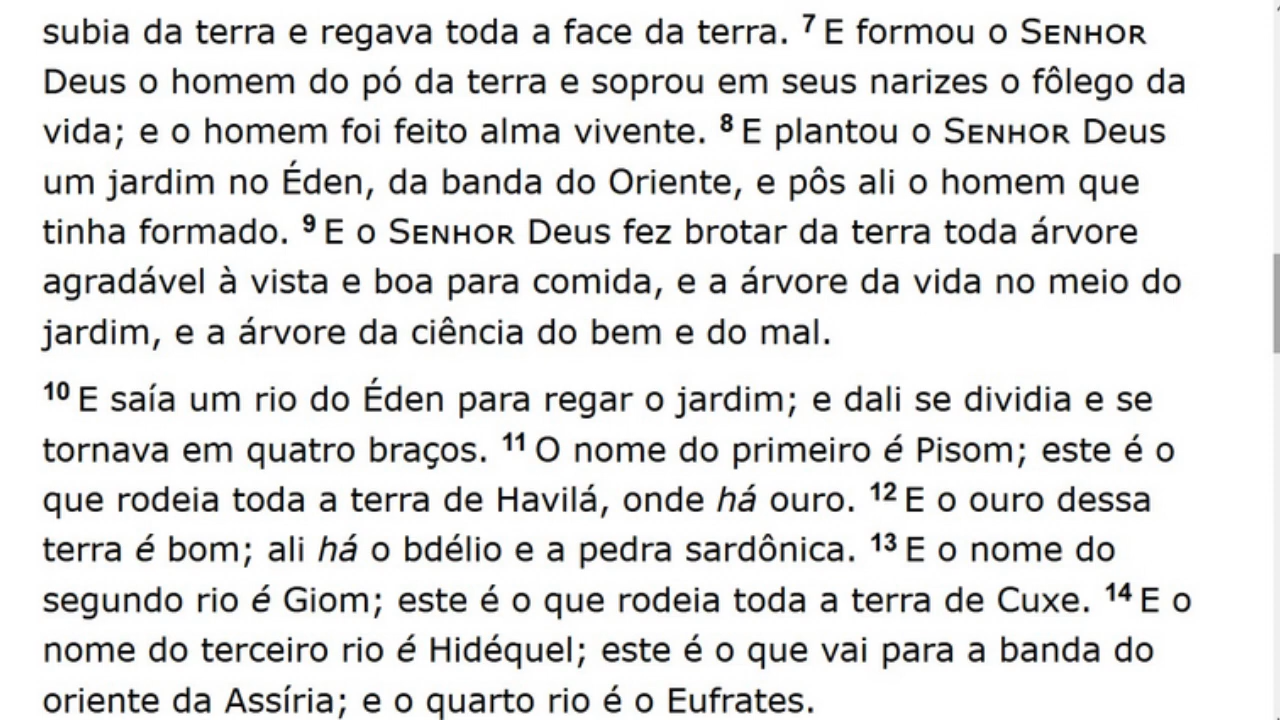 subia da terra e regava toda a face da terra. 7 E formou o SENHOR
Deus o homem do pó da terra e soprou em seus narizes o fôlego da
vida; e o homem foi feito alma vivente. 8 E plantou o SENHOR Deus
um jardim no Éden, da banda do Oriente, e pôs ali o homem que
tinha formado. 9 E o SENHOR Deus fez brotar da terra toda árvore
agradável à vista e boa para comida, e a árvore da vida no meio do
jardim, e a árvore da ciência do bem e do mal.
10 E saía um rio do Éden para regar o jardim; e dali se dividia e se
tornava em quatro braços. 11 O nome do primeiro é Pisom; este é o
que rodeia toda a terra de Havilá, onde há ouro. 12 E o ouro dessa
terra é bom; ali há o bdélio e a pedra sardônica. 13 E o nome do
segundo rio é Giom; este é o que rodeia toda a terra de Cuxe. 14 E o
nome do terceiro rio é Hidéquel; este é o que vai para a banda do
oriente da Assíria; e o quarto rio é o Eufrates.